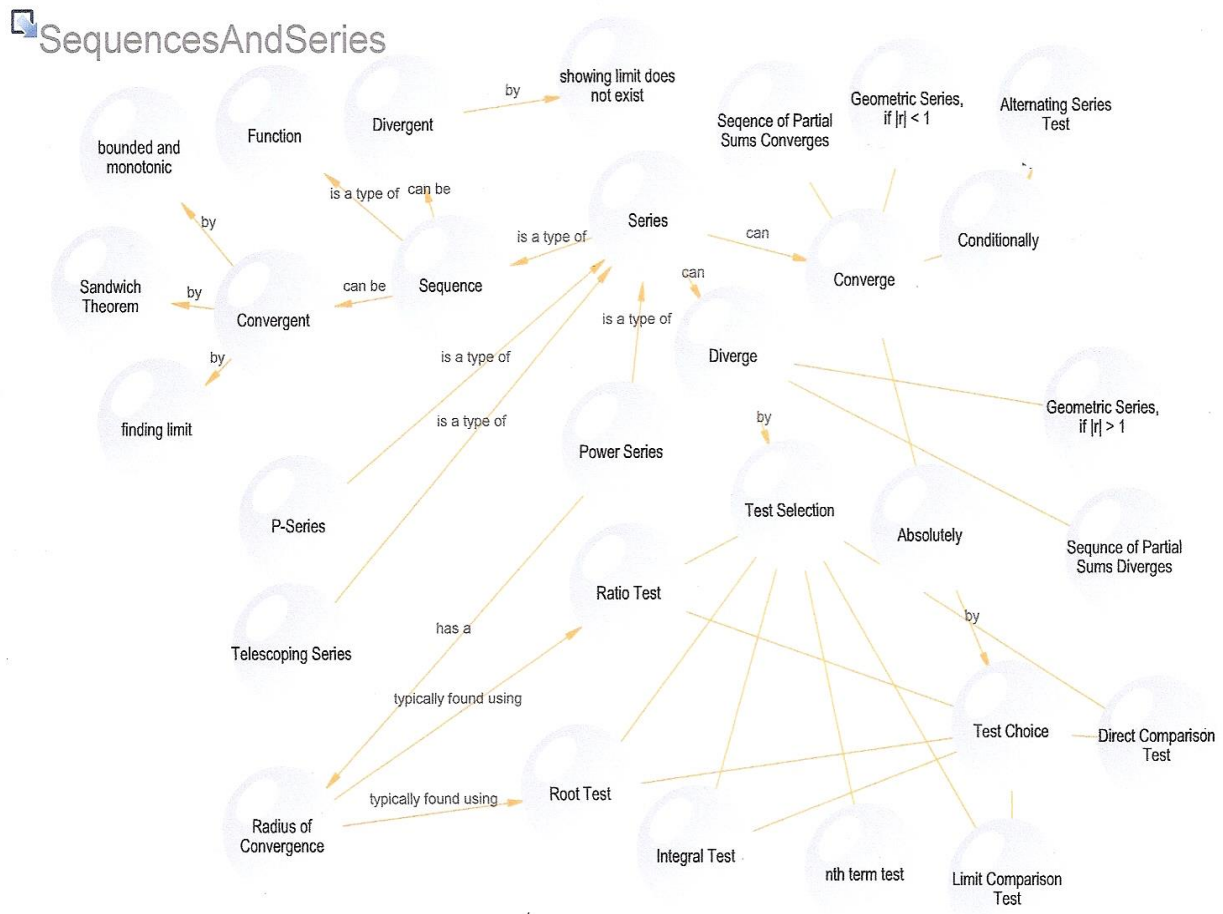 SequencesAndSeries
showing limit does
not exist
by
Divergent
Function
bounded and
monotonic
Seqence of Partial
Sums Converges
Geometric Series,
if |r| < 1
Alternating Series
Test
is a type of
can be
by
Series
can
Conditionally
is a type of
Sandwich
Theorem
by
can be
Sequence
can
Converge
Convergent
is a type of
by
is a type of
Diverge
finding limit
is a type of
by
Geometric Series,
if |r| > 1
Power Series
P-Series
Test Selection
Absolutely
Sequnce of Partial
Sums Diverges
Ratio Test
by
has a
Telescoping Series
typically found using
Test Choice
Direct Comparison
Test
typically found using
Root Test
Radius of
Convergence
Integral Test
nth term test
Limit Comparison
Test